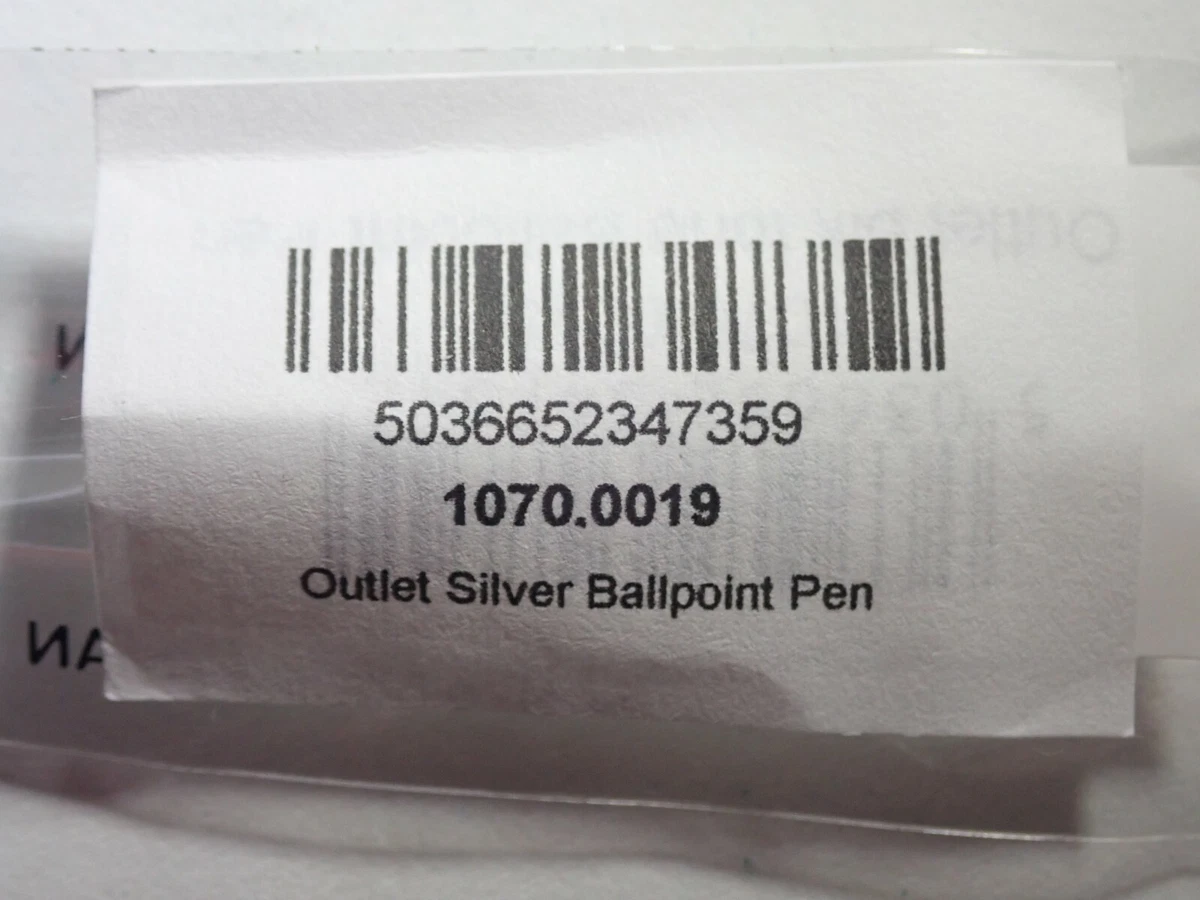 5036652347359
1070.0019
Outlet Silver Ballpoint Pen